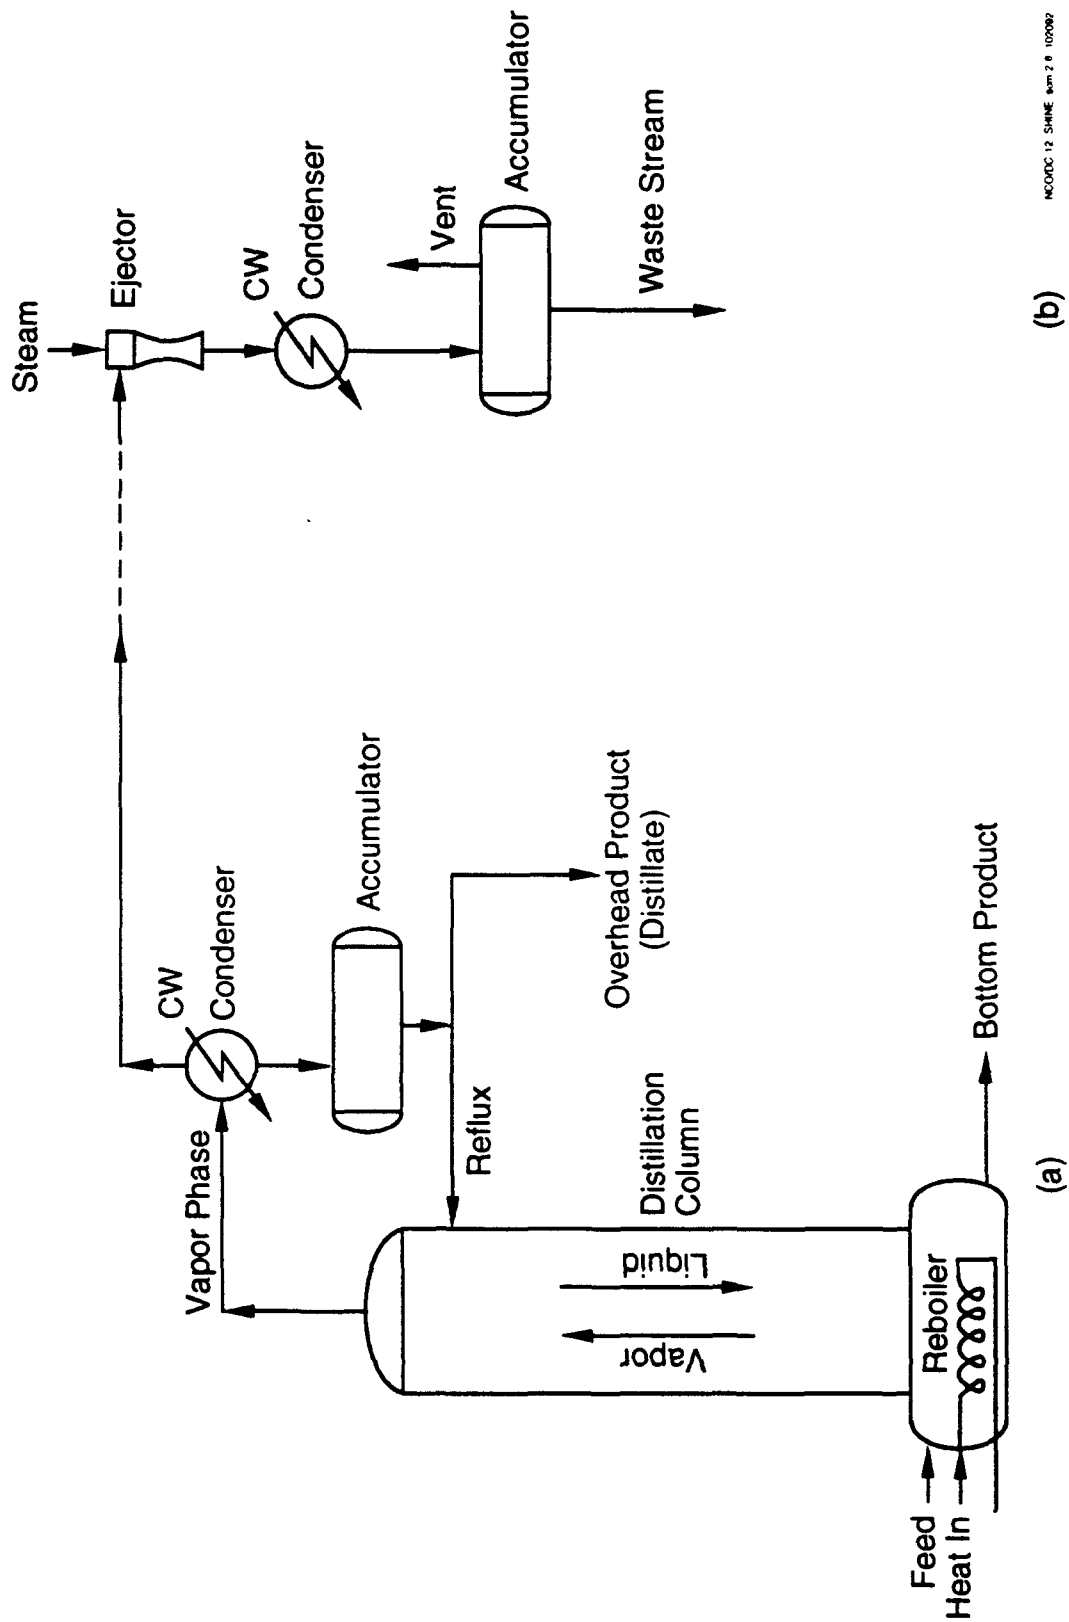 Steam
Ejector
CW
Condenser
Vent
Accumulator
Waste Stream
(b)
CW
Condenser
Vapor Phase
Accumulator
Reflux
Overhead Product
(Distillate)
Distillation
Column
Vapor
Liquid
Reboiler
Feed
Heat In
Bottom Product
(a)